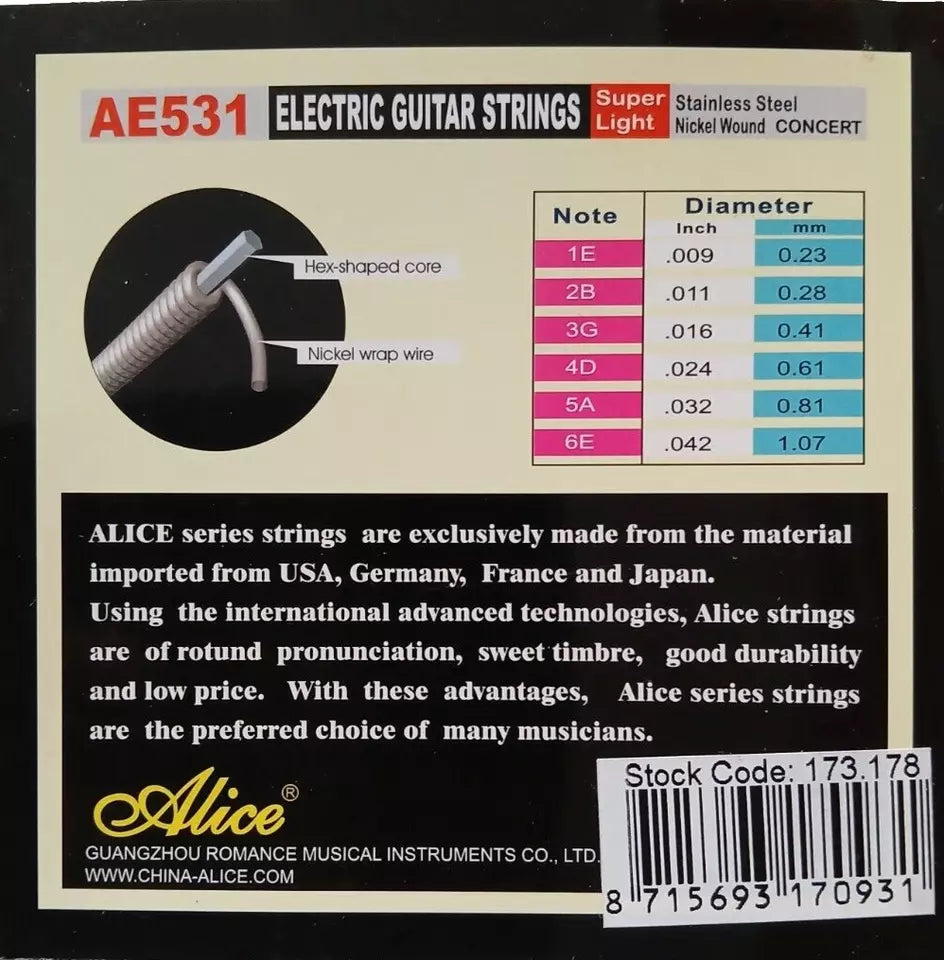 AE531 ELECTRIC GUITAR STRINGS Super Light Stainless Steel Nickel Wound CONCERT
Hex-shaped core
Nickel wrap wire
Note Diameter
Inch mm
1E .009 0.23
2B .011 0.28
3G .016 0.41
4D .024 0.61
5A .032 0.81
6E .042 1.07
ALICE series strings are exclusively made from the material
imported from USA, Germany, France and Japan.
Using the international advanced technologies, Alice strings
are of rotund pronunciation, sweet timbre, good durability
and low price. With these advantages, Alice series strings
are the preferred choice of many musicians.
Alice®
GUANGZHOU ROMANCE MUSICAL INSTRUMENTS CO., LTD.
WWW.CHINA-ALICE.COM
Stock Code: 173.178
8 715693 170931